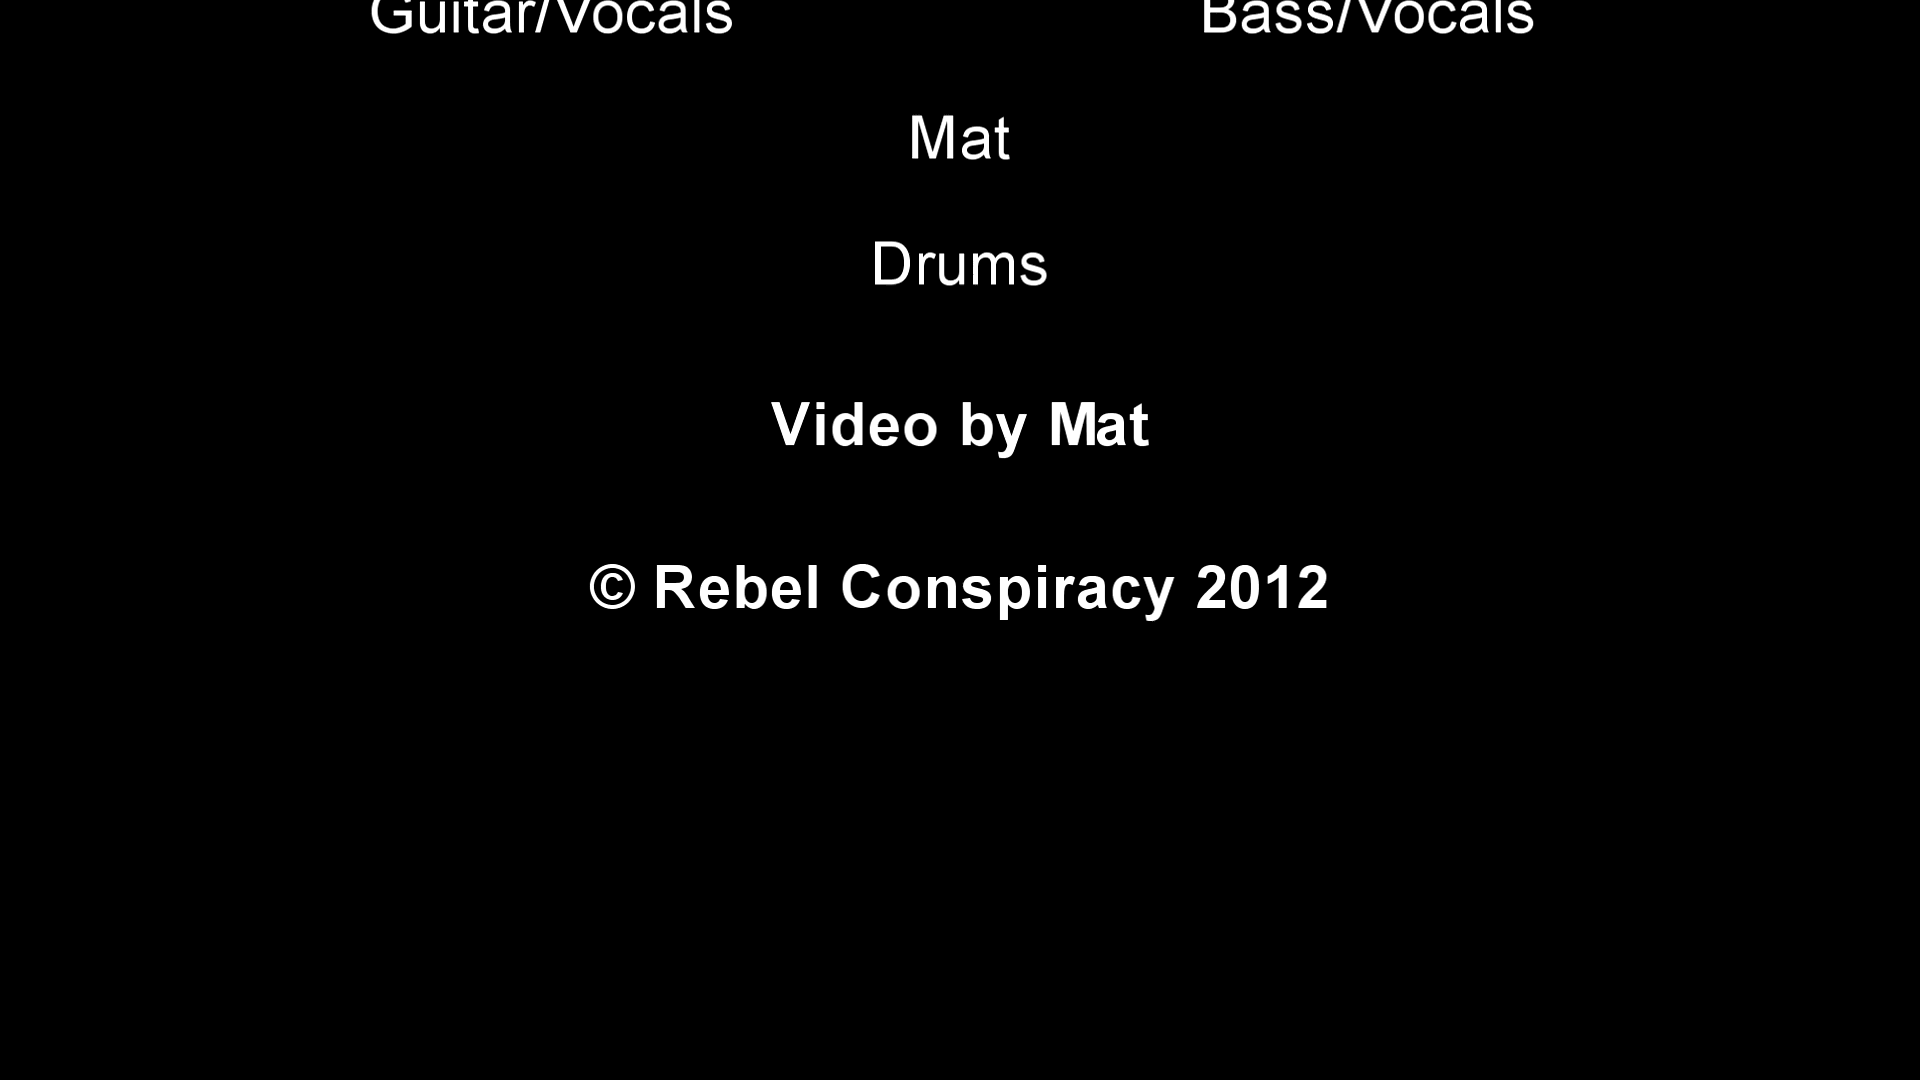 Guitar/Vocals Bass/Vocals
Mat
Drums
Video by Mat
© Rebel Conspiracy 2012